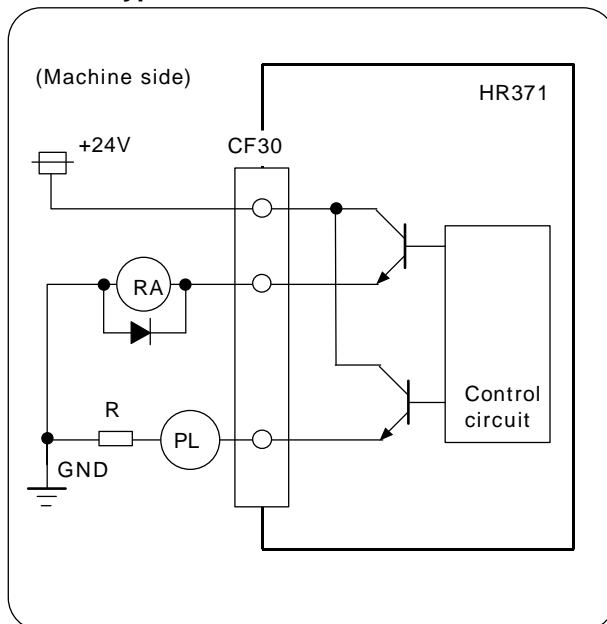 (Machine side)
HR371
+24V
CF30
RA
R
PL
Control
circuit
GND